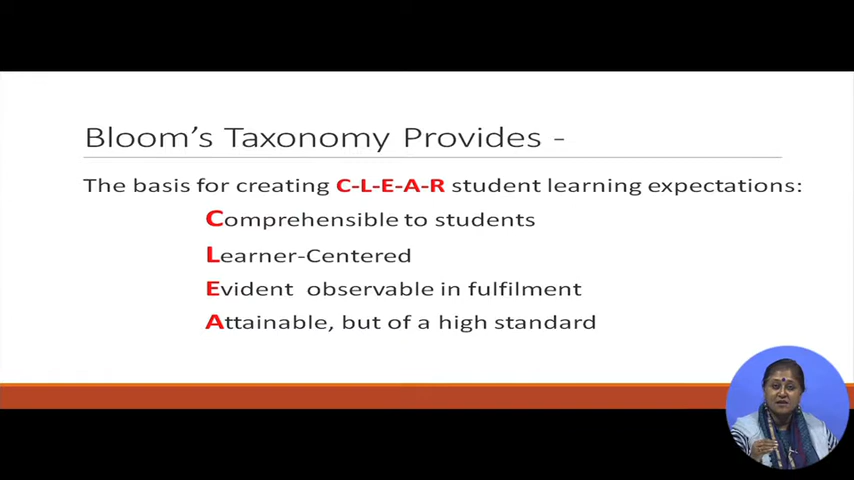 Bloom's Taxonomy Provides -
The basis for creating C-L-E-A-R student learning expectations:
Comprehensible to students
Learner-Centered
Evident observable in fulfilment
Attainable, but of a high standard